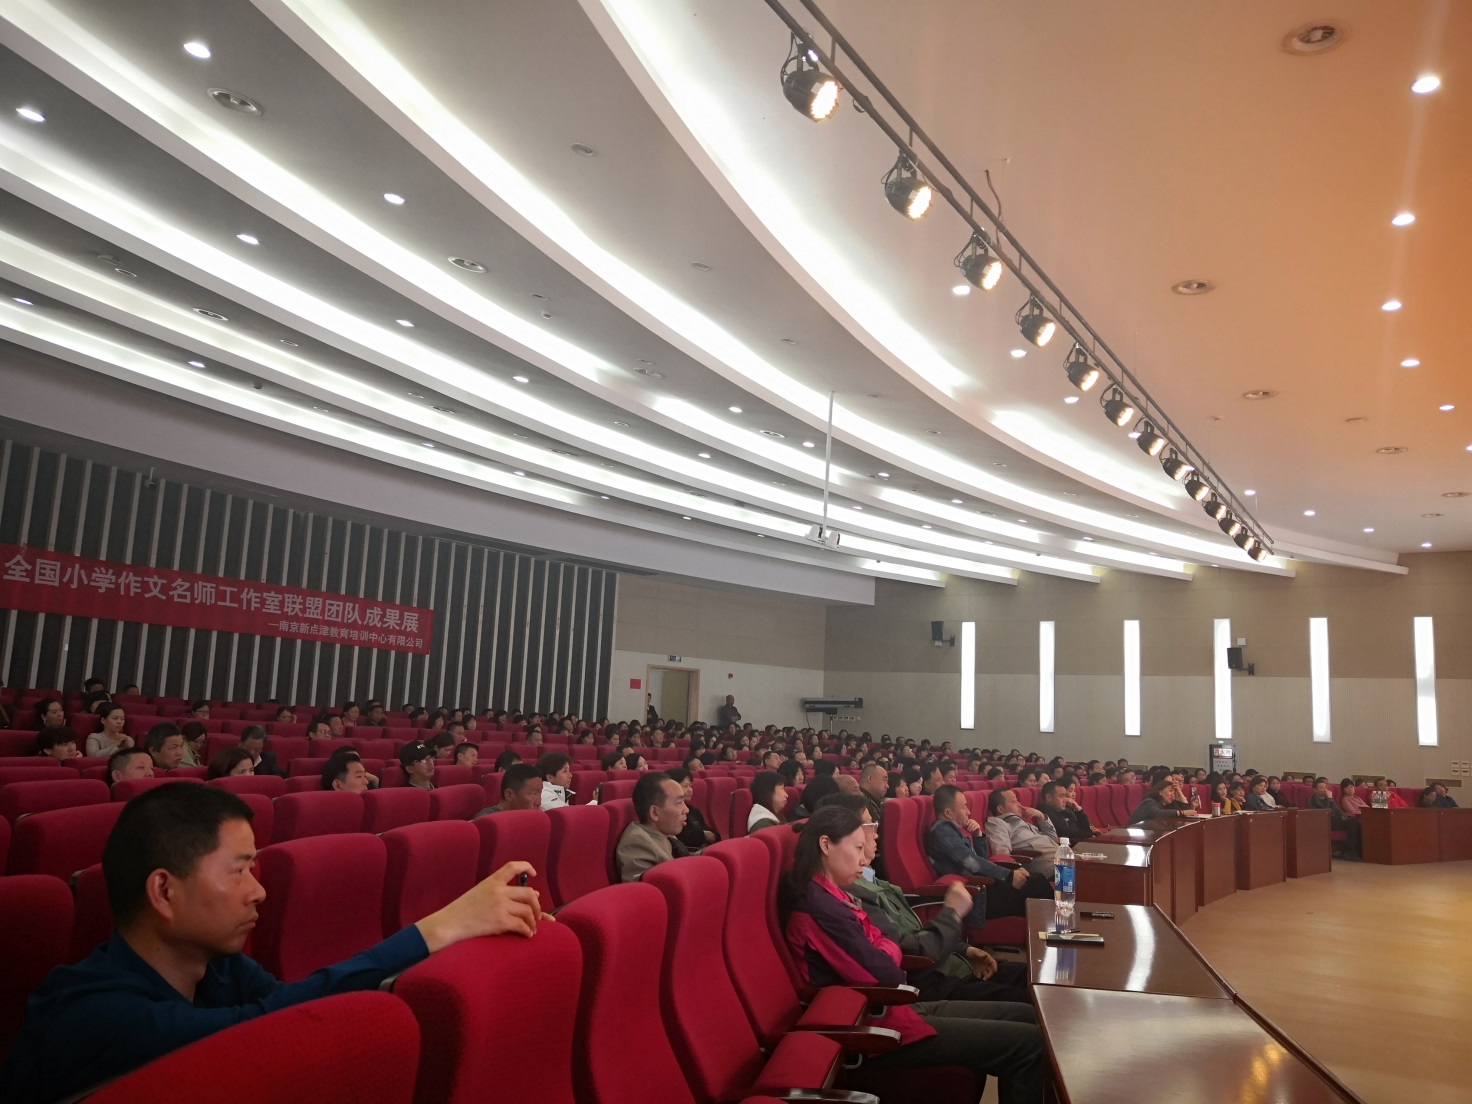 全国小学作文名师工作室联盟团队成果展
—南京新点津教育培训中心有限公司